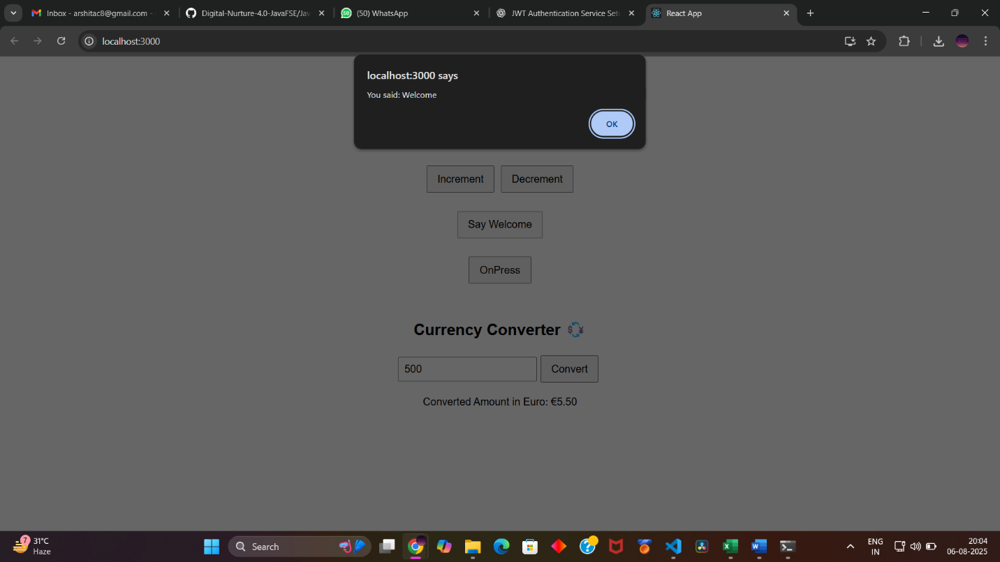 Inbox - arshitac8@gmail.com -
Digital-Nurture-4.0-JavaFSE/Jav
50
(50) WhatsApp
JWT Authentication Service Set
React App
localhost:3000
localhost:3000 says
You said: Welcome
OK
Increment Decrement
Say Welcome
OnPress
Currency Converter
500 Convert
Converted Amount in Euro: €5.50
7
31°C
Haze
Search
ENG
IN
20:04
06-08-2025